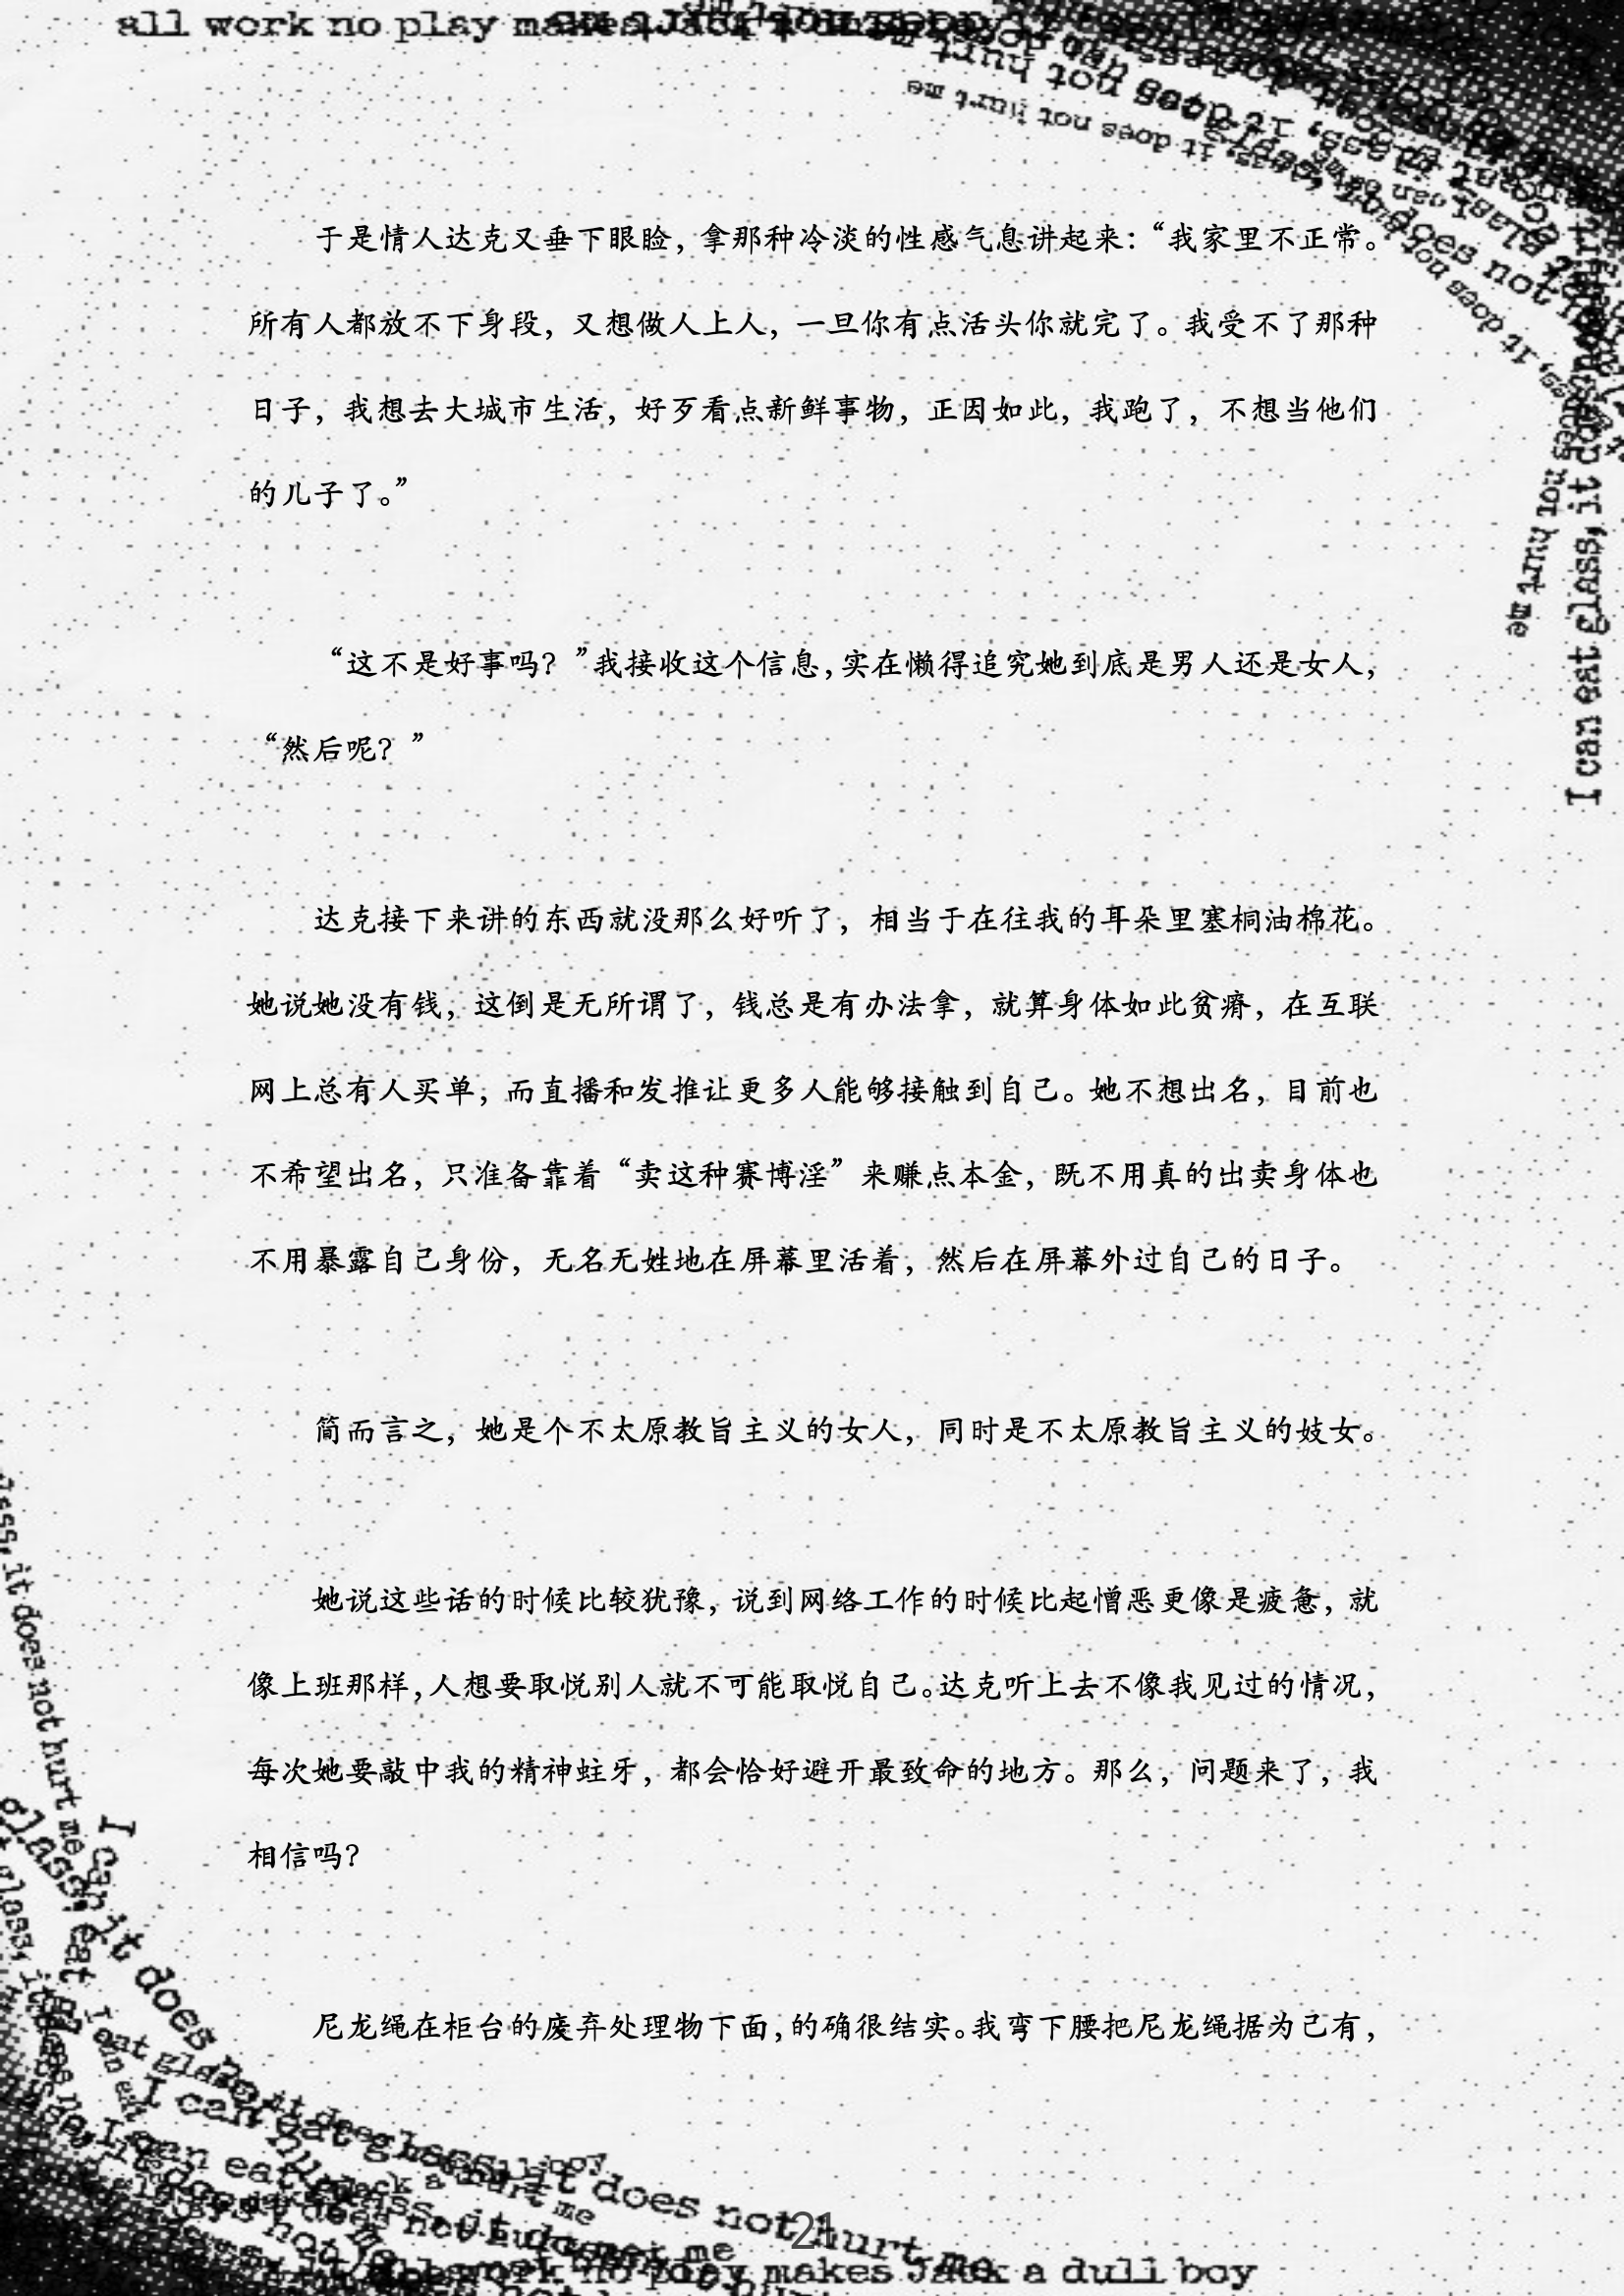 all work no play makes Jack a dull boy
it does not hurt me
I can eat glass, it does not hurt me
于是情人达克又垂下眼睑，拿那种冷淡的性感气息讲起来：“我家里不正常。
所有人都放不下身段，又想做人上人，一旦你有点活头你就完了。我受不了那种
日子，我想去大城市生活，好歹看点新鲜事物，正因如此，我跑了，不想当他们
的儿子了。”
“这不是好事吗？”我接收这个信息，实在懒得追究她到底是男人还是女人，
“然后呢？”
达克接下来讲的东西就没那么好听了，相当于在往我的耳朵里塞桐油棉花。
她说她没有钱，这倒是无所谓了，钱总是有办法拿，就算身体如此贫瘠，在互联
网上总有人买单，而直播和发推让更多人能够接触到自己。她不想出名，目前也
不希望出名，只准备靠着“卖这种赛博淫”来赚点本金，既不用真的出卖身体也
不用暴露自己身份，无名无姓地在屏幕里活着，然后在屏幕外过自己的日子。
简而言之，她是个不太原教旨主义的女人，同时是不太原教旨主义的妓女。
她说这些话的时候比较犹豫，说到网络工作的时候比起憎恶更像是疲惫，就
像上班那样，人想要取悦别人就不可能取悦自己。达克听上去不像我见过的情况，
每次她要敲中我的精神蛀牙，都会恰好避开最致命的地方。那么，问题来了，我
相信吗？
尼龙绳在柜台的废弃处理物下面，的确很结实。我弯下腰把尼龙绳据为己有，
glass, it does not hurt me
I can eat glass, it does not hurt me
21
all work no play makes Jack a dull boy